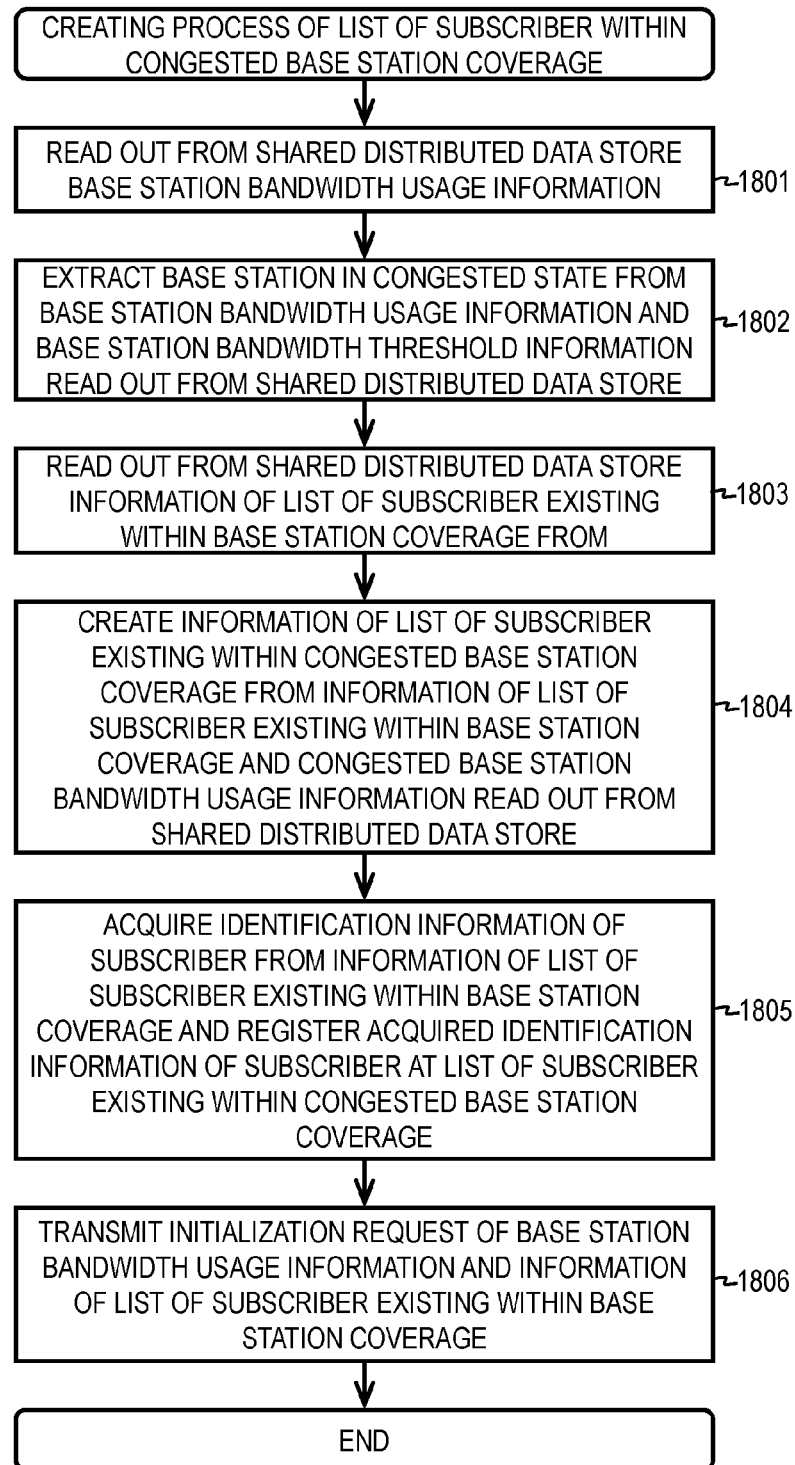 CREATING PROCESS OF LIST OF SUBSCRIBER WITHIN
CONGESTED BASE STATION COVERAGE
READ OUT FROM SHARED DISTRIBUTED DATA STORE
BASE STATION BANDWIDTH USAGE INFORMATION
1801
EXTRACT BASE STATION IN CONGESTED STATE FROM
BASE STATION BANDWIDTH USAGE INFORMATION AND
BASE STATION BANDWIDTH THRESHOLD INFORMATION
READ OUT FROM SHARED DISTRIBUTED DATA STORE
1802
READ OUT FROM SHARED DISTRIBUTED DATA STORE
INFORMATION OF LIST OF SUBSCRIBER EXISTING
WITHIN BASE STATION COVERAGE FROM
1803
CREATE INFORMATION OF LIST OF SUBSCRIBER
EXISTING WITHIN CONGESTED BASE STATION
COVERAGE FROM INFORMATION OF LIST OF
SUBSCRIBER EXISTING WITHIN BASE STATION
COVERAGE AND CONGESTED BASE STATION
BANDWIDTH USAGE INFORMATION READ OUT FROM
SHARED DISTRIBUTED DATA STORE
1804
ACQUIRE IDENTIFICATION INFORMATION OF
SUBSCRIBER FROM INFORMATION OF LIST OF
SUBSCRIBER EXISTING WITHIN BASE STATION
COVERAGE AND REGISTER ACQUIRED IDENTIFICATION
INFORMATION OF SUBSCRIBER AT LIST OF SUBSCRIBER
EXISTING WITHIN CONGESTED BASE STATION
COVERAGE
1805
TRANSMIT INITIALIZATION REQUEST OF BASE STATION
BANDWIDTH USAGE INFORMATION AND INFORMATION
OF LIST OF SUBSCRIBER EXISTING WITHIN BASE
STATION COVERAGE
1806
END